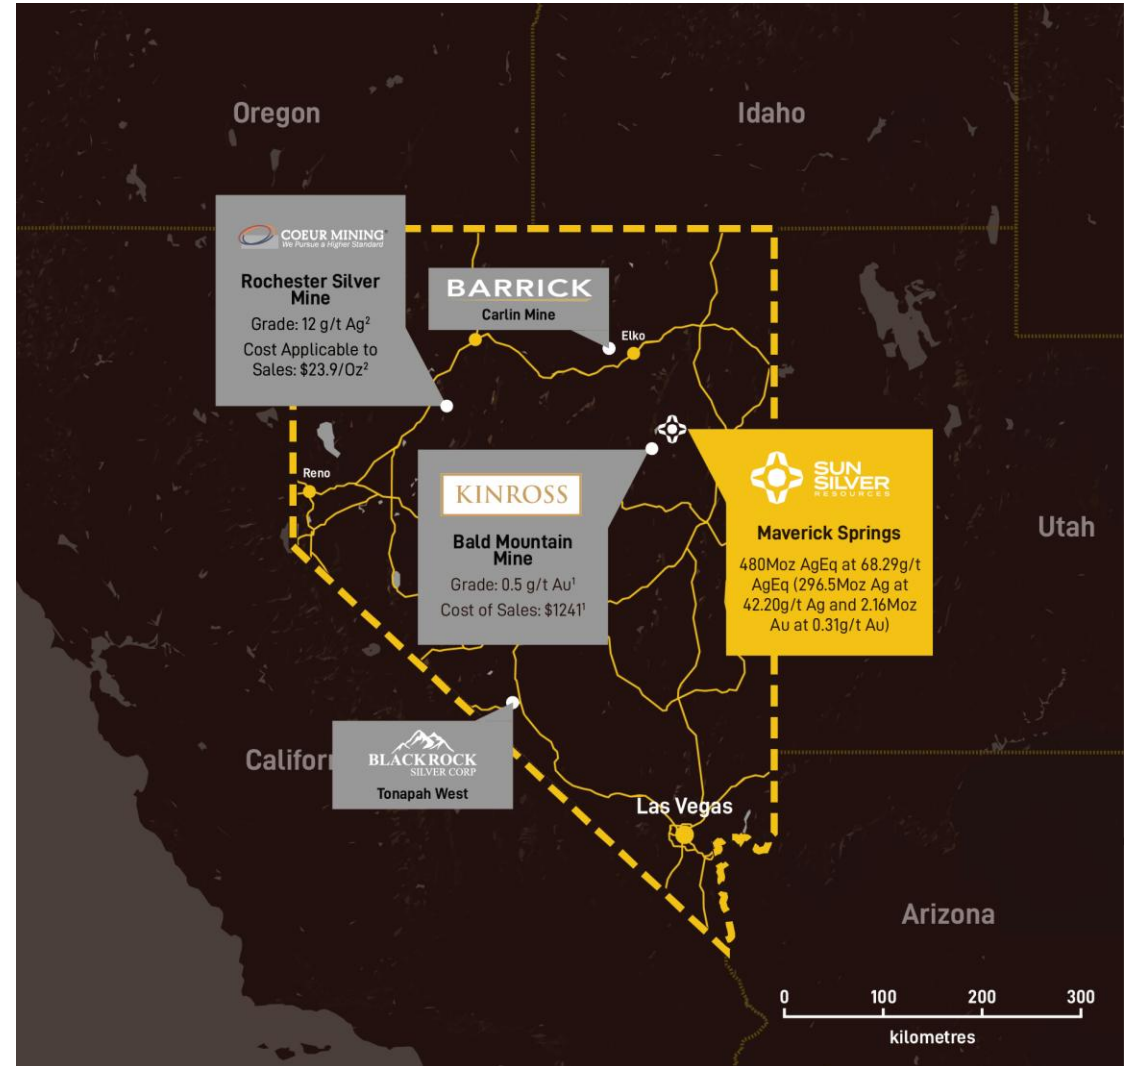 Oregon
Idaho
COEUR MINING®
We Pursue a Higher Standard
Rochester Silver
Mine
Grade: 12 g/t Ag²
Cost Applicable to
Sales: $23.9/Oz²
BARRICK
Carlin Mine
Elko
Reno
KINROSS
Bald Mountain
Mine
Grade: 0.5 g/t Au¹
Cost of Sales: $1241¹
SUN
SILVER
RESOURCES
Maverick Springs
480Moz AgEq at 68.29g/t
AgEq (296.5Moz Ag at
42.20g/t Ag and 2.16Moz
Au at 0.31g/t Au)
Utah
Califor
BLACKROCK
SILVER CORP
Tonapah West
Las Vegas
Arizona
0 100 200 300
kilometres